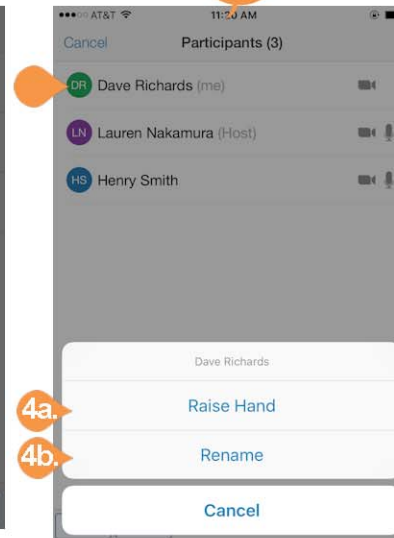 AT&T 11:20 AM
Cancel Participants (3)
DR Dave Richards (me)
LN Lauren Nakamura (Host)
HS Henry Smith
Dave Richards
4a. Raise Hand
4b. Rename
Cancel